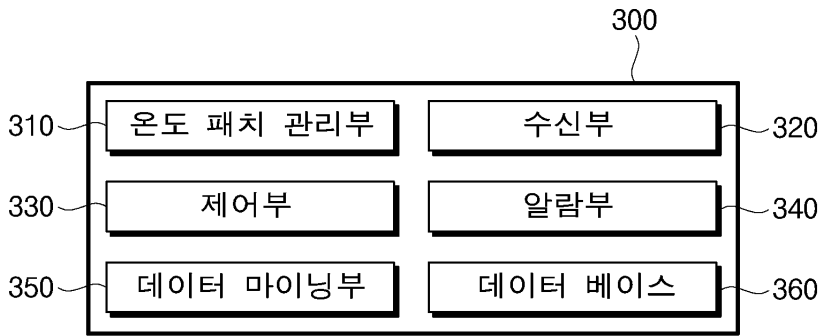 300
310 온도 패치 관리부 수신부 320
330 제어부 알람부 340
350 데이터 마이닝부 데이터 베이스 360